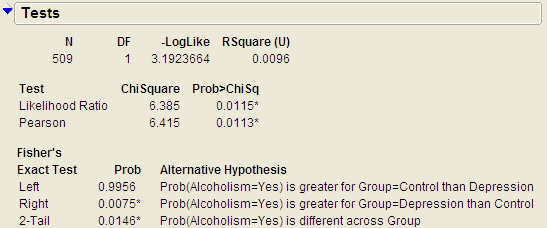 Tests
N DF -LogLike RSquare (U)
509 1 3.1923664 0.0096
Test ChiSquare Prob>ChiSq
Likelihood Ratio 6.385 0.0115*
Pearson 6.415 0.0113*
Fisher's
Exact Test Prob Alternative Hypothesis
Left 0.9956 Prob(Alcoholism=Yes) is greater for Group=Control than Depression
Right 0.0075* Prob(Alcoholism=Yes) is greater for Group=Depression than Control
2-Tail 0.0146* Prob(Alcoholism=Yes) is different across Group